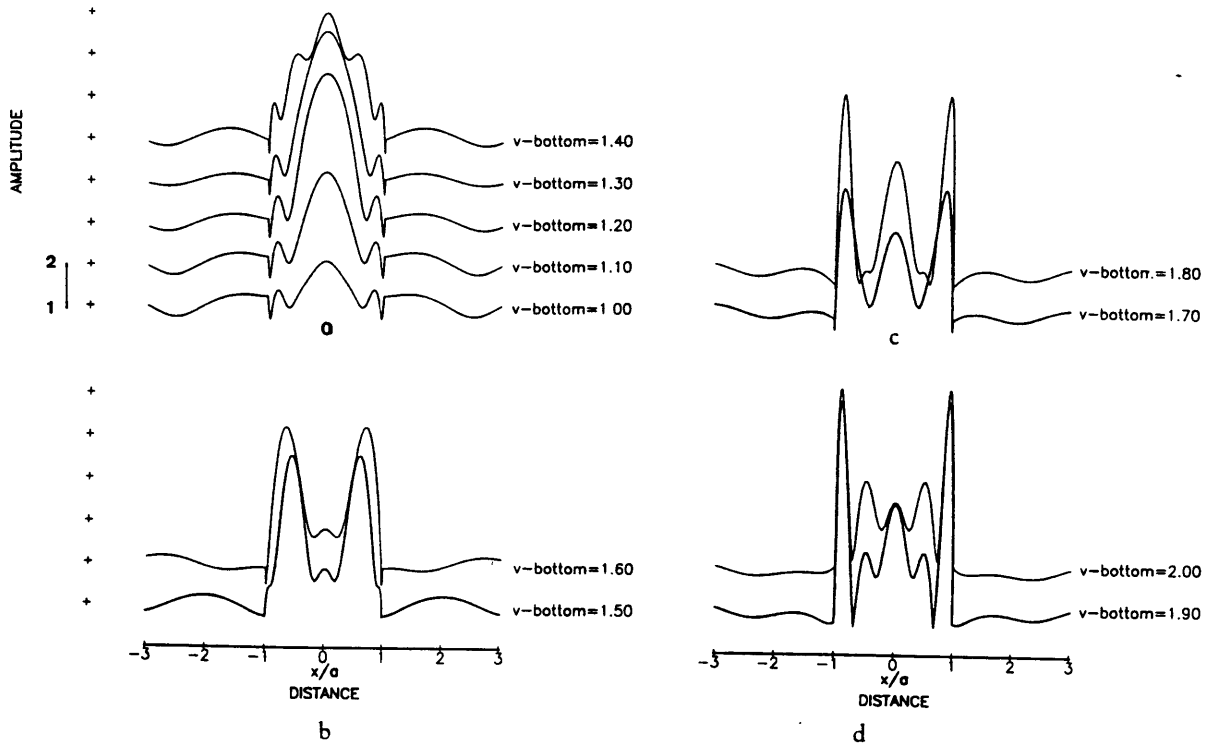 AMPLITUDE
2
1
v-bottom=1.40
v-bottom=1.30
v-bottom=1.20
v-bottom=1.10
v-bottom=1 00
a
v-bottom=1.80
v-bottom=1.70
c
v-bottom=1.60
v-bottom=1.50
-3 -2 -1 0 1 2 3
x/a
DISTANCE
b
v-bottom=2.00
v-bottom=1.90
-3 -2 -1 0 1 2 3
x/a
DISTANCE
d